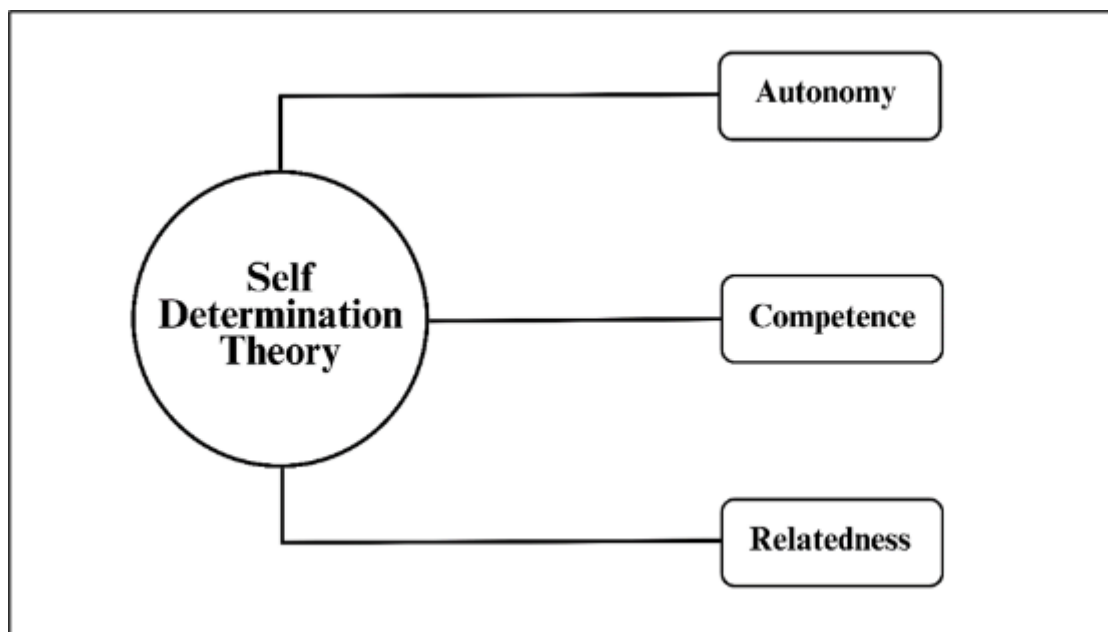 Autonomy
Self
Determination
Theory
Competence
Relatedness